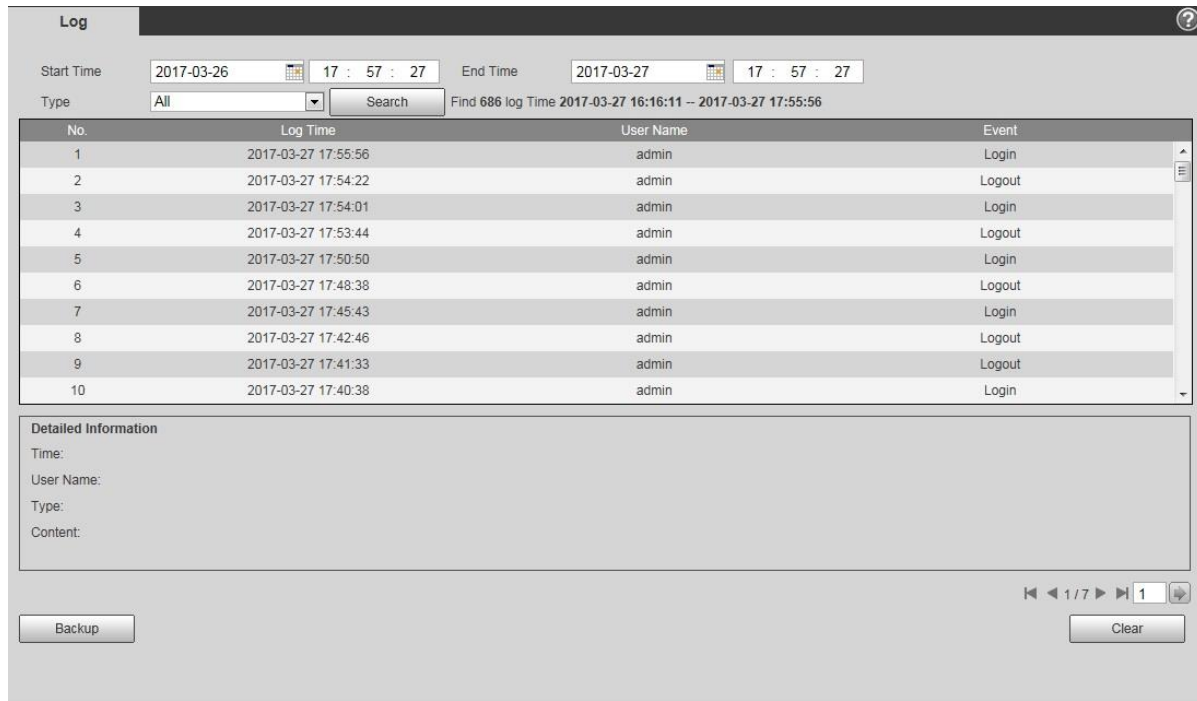 Log
Start Time 2017-03-26 17 : 57 : 27 End Time 2017-03-27 17 : 57 : 27
Type All Search Find 686 log Time 2017-03-27 16:16:11 -- 2017-03-27 17:55:56
No. Log Time User Name Event
1 2017-03-27 17:55:56 admin Login
2 2017-03-27 17:54:22 admin Logout
3 2017-03-27 17:54:01 admin Login
4 2017-03-27 17:53:44 admin Logout
5 2017-03-27 17:50:50 admin Login
6 2017-03-27 17:48:38 admin Logout
7 2017-03-27 17:45:43 admin Login
8 2017-03-27 17:42:46 admin Logout
9 2017-03-27 17:41:33 admin Logout
10 2017-03-27 17:40:38 admin Login
Detailed Information
Time:
User Name:
Type:
Content:
1 / 7 1
Backup Clear